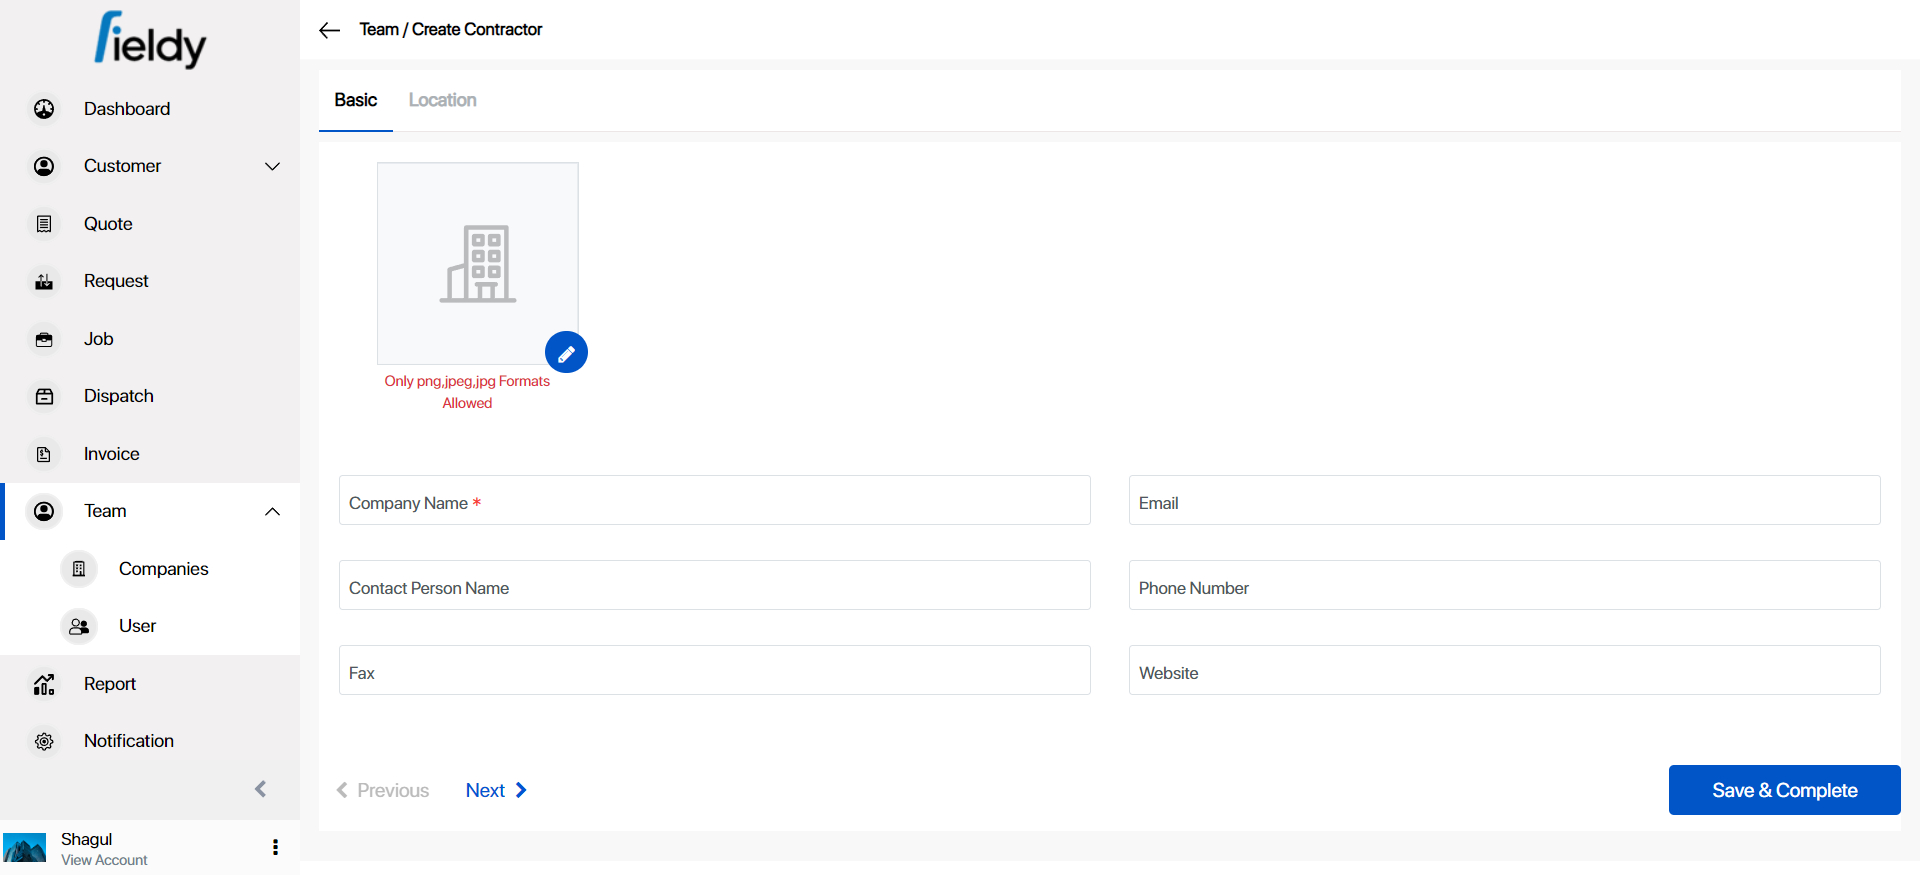 fieldy
Dashboard
Customer
Quote
Request
Job
Dispatch
Invoice
Team
Companies
User
Report
Notification
Shagul
View Account
Team / Create Contractor
Basic
Location
Only png,jpeg,jpg Formats
Allowed
Company Name *
Email
Contact Person Name
Phone Number
Fax
Website
Previous
Next
Save & Complete